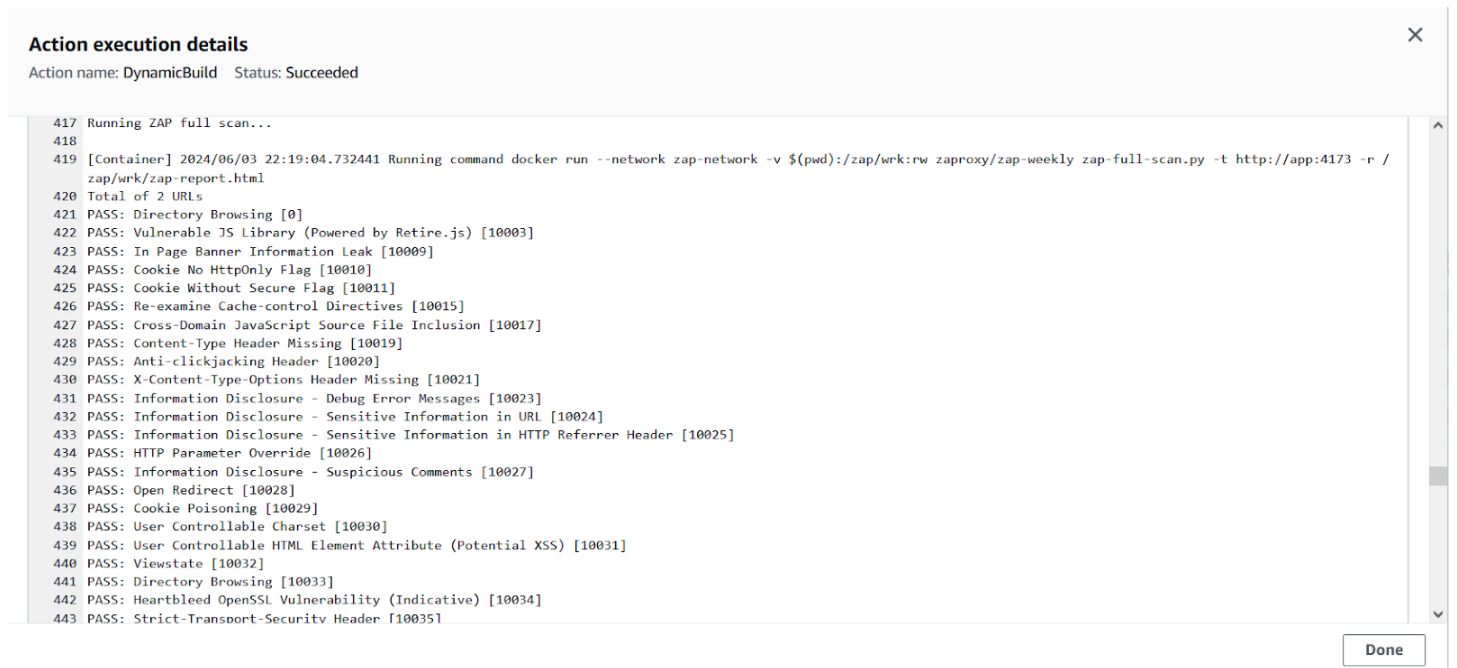 Action execution details
Action name: DynamicBuild Status: Succeeded
417 Running ZAP full scan...
418
419 [Container] 2024/06/03 22:19:04.732441 Running command docker run --network zap-network -v $(pwd):/zap/wrk:rw zaproxy/zap-weekly zap-full-scan.py -t http://app:4173 -r /
zap/wrk/zap-report.html
420 Total of 2 URLs
421 PASS: Directory Browsing [0]
422 PASS: Vulnerable JS Library (Powered by Retire.js) [10003]
423 PASS: In Page Banner Information Leak [10009]
424 PASS: Cookie No HttpOnly Flag [10010]
425 PASS: Cookie Without Secure Flag [10011]
426 PASS: Re-examine Cache-control Directives [10015]
427 PASS: Cross-Domain JavaScript Source File Inclusion [10017]
428 PASS: Content-Type Header Missing [10019]
429 PASS: Anti-clickjacking Header [10020]
430 PASS: X-Content-Type-Options Header Missing [10021]
431 PASS: Information Disclosure - Debug Error Messages [10023]
432 PASS: Information Disclosure - Sensitive Information in URL [10024]
433 PASS: Information Disclosure - Sensitive Information in HTTP Referrer Header [10025]
434 PASS: HTTP Parameter Override [10026]
435 PASS: Information Disclosure - Suspicious Comments [10027]
436 PASS: Open Redirect [10028]
437 PASS: Cookie Poisoning [10029]
438 PASS: User Controllable Charset [10030]
439 PASS: User Controllable HTML Element Attribute (Potential XSS) [10031]
440 PASS: Viewstate [10032]
441 PASS: Directory Browsing [10033]
442 PASS: Heartbleed OpenSSL Vulnerability (Indicative) [10034]
443 PASS: Strict-Transport-Security Header [10035]
Done